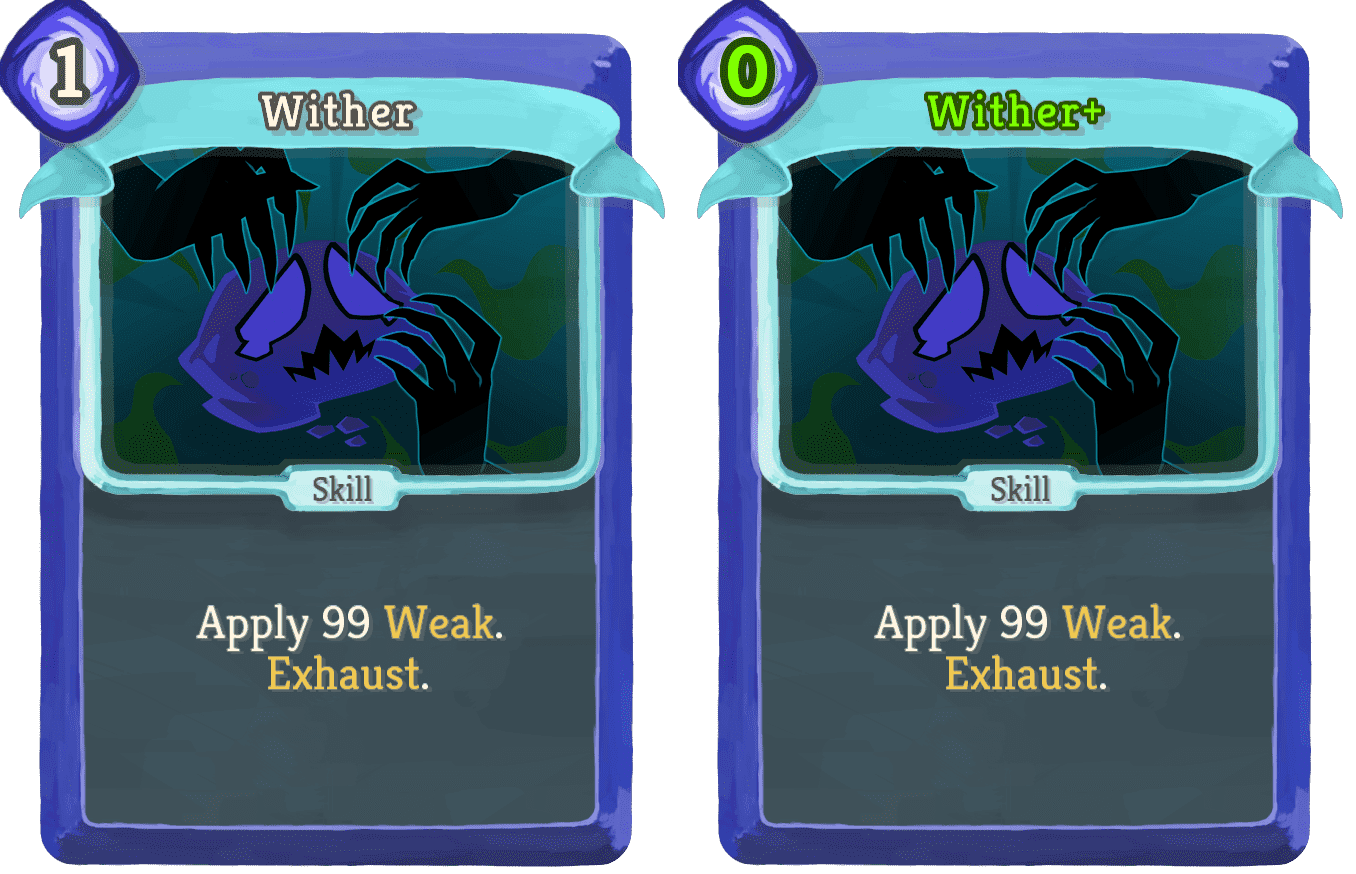 1
Wither
Skill
Apply 99 Weak.
Exhaust.
0
Wither+
Skill
Apply 99 Weak.
Exhaust.